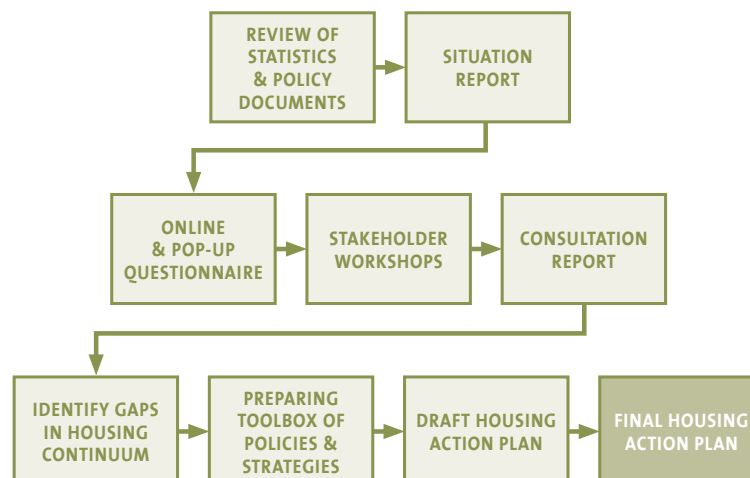 REVIEW OF
STATISTICS
& POLICY
DOCUMENTS
SITUATION
REPORT
ONLINE
& POP-UP
QUESTIONNAIRE
STAKEHOLDER
WORKSHOPS
CONSULTATION
REPORT
IDENTIFY GAPS
IN HOUSING
CONTINUUM
PREPARING
TOOLBOX OF
POLICIES &
STRATEGIES
DRAFT HOUSING
ACTION PLAN
FINAL HOUSING
ACTION PLAN